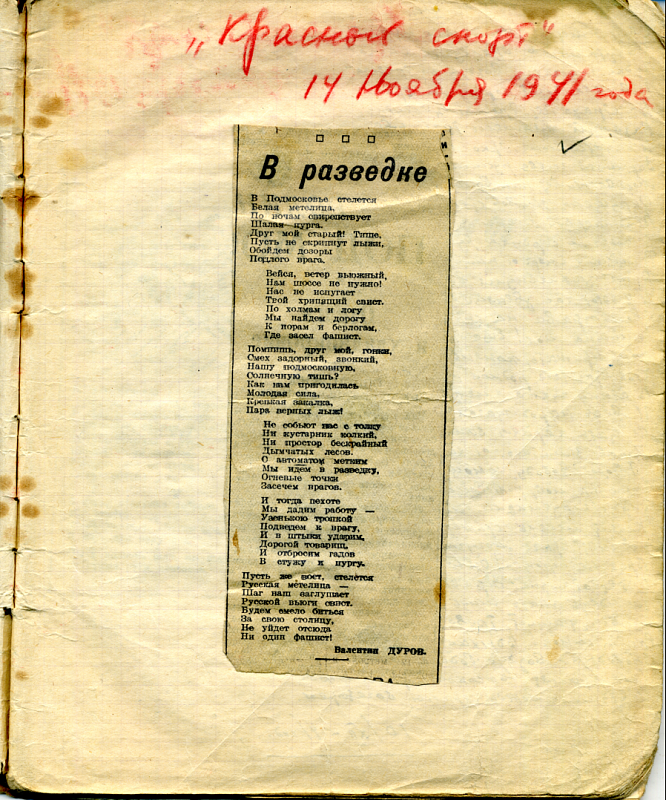 „Красный спорт"
14 Ноября 1941 года
В разведке
В Подмосковье стелется
Белая метелица,
По ночам свирепствует
Шалая пурга.
Друг мой старый! Тише,
Пусть не скрипнут лыжи,
Обойдем дозоры
Подлого врага.
Вейся, ветер вьюжный,
Нам шоссе не нужно!
Нас не испугает
Твой хрипящий свист.
По холмам и логу
Мы найдем дорогу
К норам и берлогам,
Где засел фашист.
Помнишь, друг мой, гонки,
Смех задорный, звонкий,
Нашу подмосковную,
Солнечную тишь?
Как нам пригодилась
Молодая сила,
Крепкая закалка,
Пара верных лыж!
Не собьют нас с толку
Ни кустарник колкий,
Ни простор бескрайный
Дымчатых лесов.
С автоматом метким
Мы идем в разведку,
Огневые точки
Засечем врагов.
И тогда пехоте
Мы дадим работу —
Узенькою тропкой
Подведем к врагу,
И в штыки ударим,
Дорогой товарищ,
И отбросим гадов
В стужу и пургу.
Пусть же воет, стелется
Русская метелица —
Шаг наш заглушает
Русской вьюги свист.
Будем смело биться
За свою столицу,
Не уйдет отсюда
Ни один фашист!
Валентин ДУРОВ.